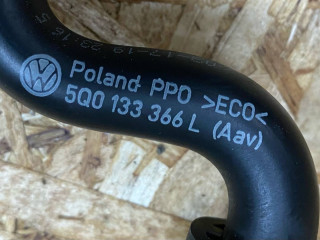 Poland PPO >ECO<
5Q0 133 366 L (Aav)